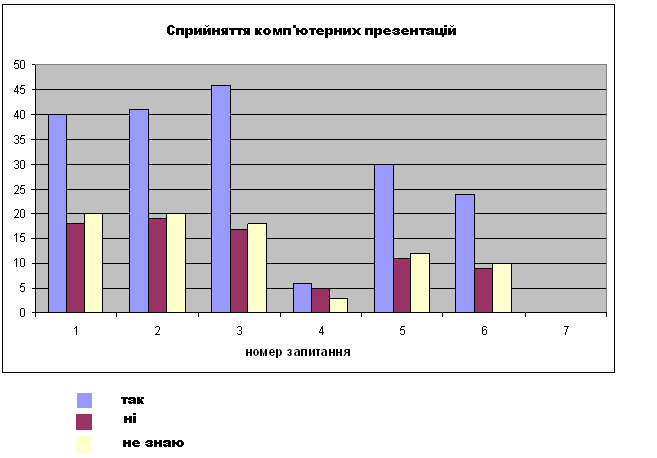 Сприйняття комп'ютерних презентацій
50
45
40
35
30
25
20
15
10
5
0
1 2 3 4 5 6 7
номер запитання
так
ні
не знаю